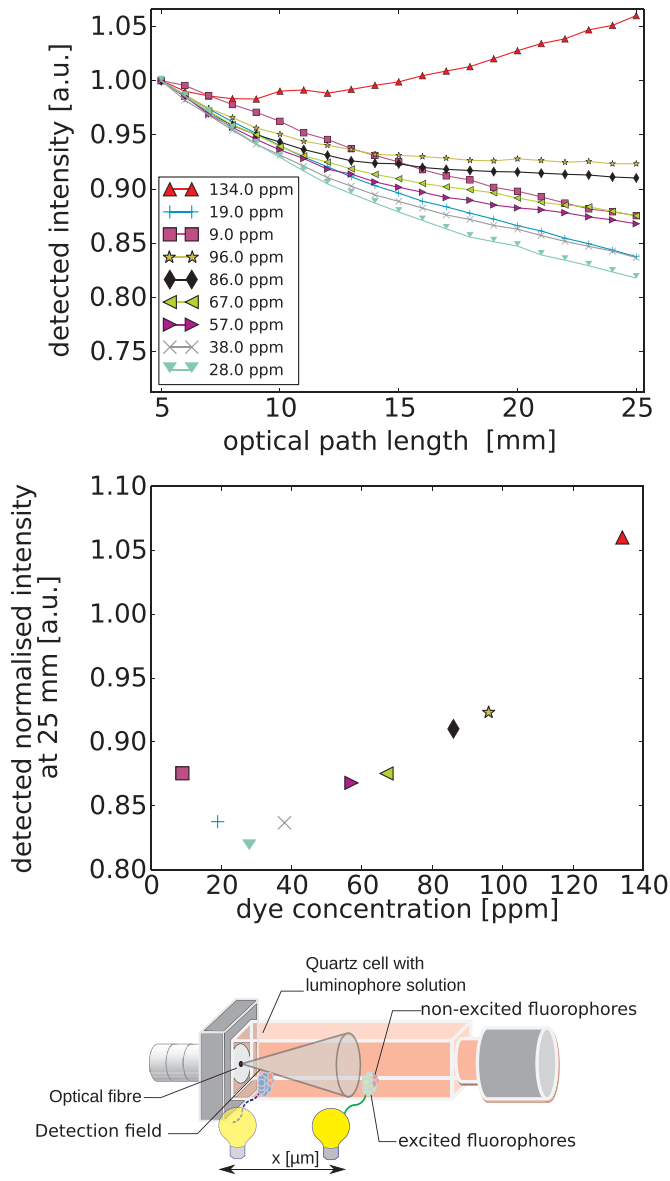 detected intensity [a.u.]
1.05
1.00
0.95
0.90
0.85
0.80
0.75
134.0 ppm
19.0 ppm
9.0 ppm
96.0 ppm
86.0 ppm
67.0 ppm
57.0 ppm
38.0 ppm
28.0 ppm
5 10 15 20 25
optical path length [mm]
detected normalised intensity
at 25 mm [a.u.]
1.10
1.05
1.00
0.95
0.90
0.85
0.80
0 20 40 60 80 100 120 140
dye concentration [ppm]
Quartz cell with
luminophore solution
non-excited fluorophores
Optical fibre
Detection field
excited fluorophores
x [µm]